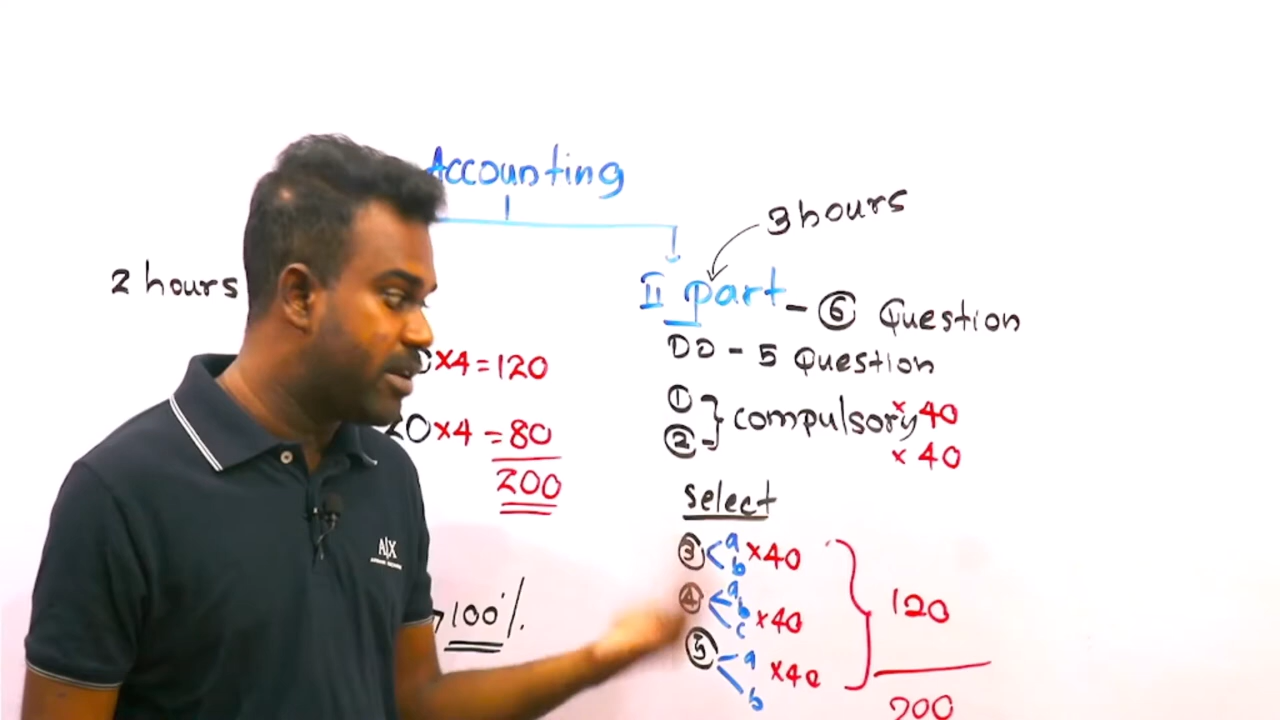 Accounting
3 hours
2 hours
II part - ⑥ Question
DO - 5 Question
×4 = 120
20×4 = 80
200
① } compulsory × 40
② × 40
select
③ < a b ×40
④ < a b c ×40
⑤ < a b ×40
120
200
100%
A|X